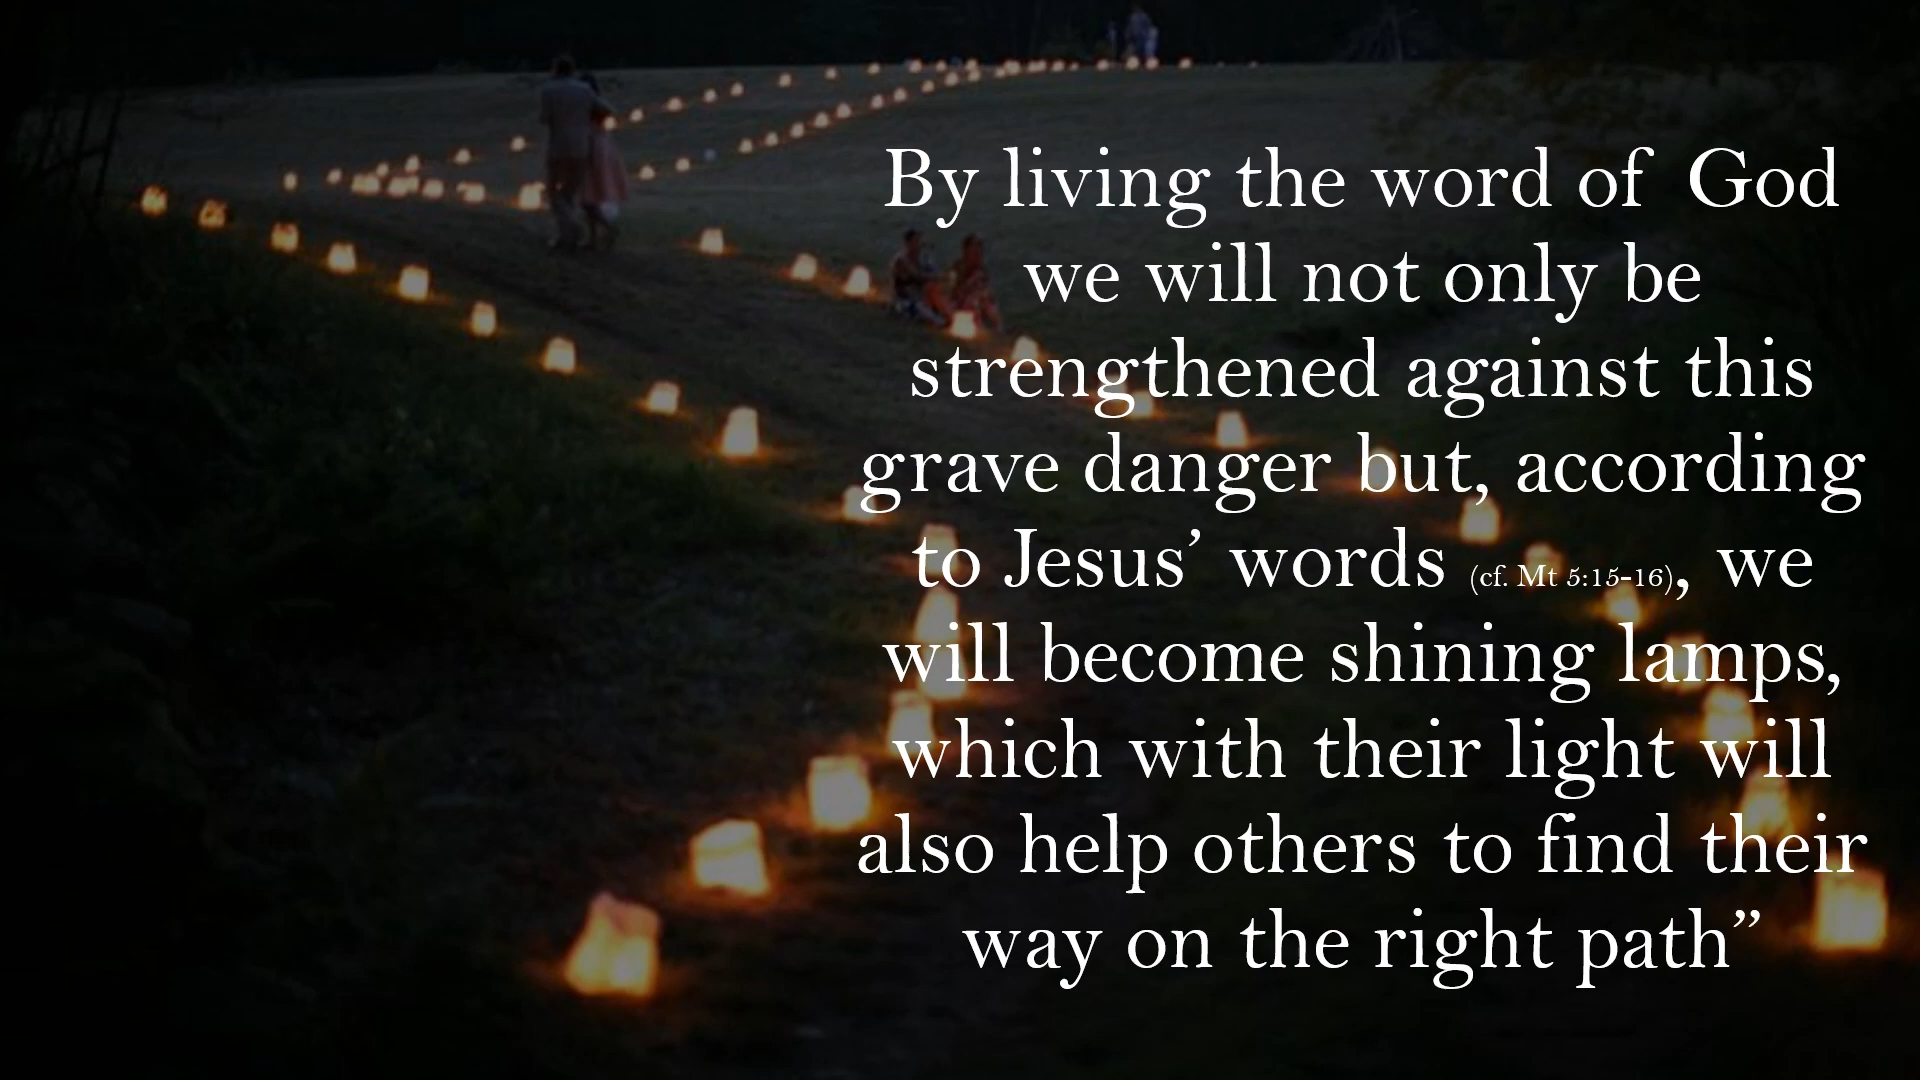 By living the word of God
we will not only be
strengthened against this
grave danger but, according
to Jesus’ words (cf. Mt 5:15-16), we
will become shining lamps,
which with their light will
also help others to find their
way on the right path”